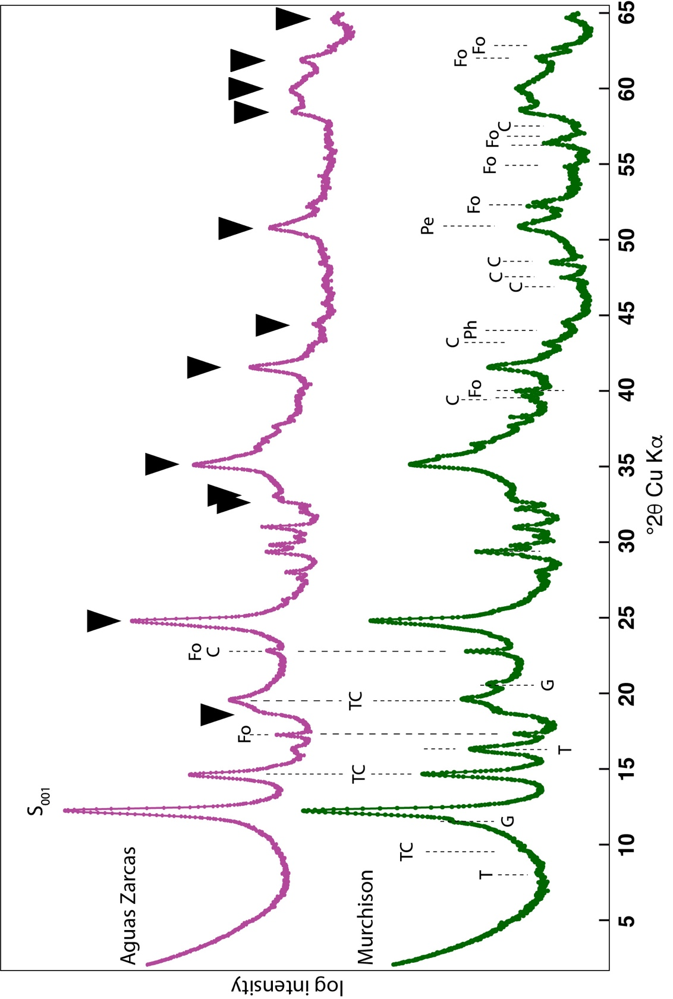 S001
Aguas Zarcas
Fo
Fo
C
TC
TC
Murchison
T
TC
G
T
G
C
Fo
C
Ph
C
C
C
Pe
Fo
Fo
Fo
C
Fo
Fo
log intensity
5
10
15
20
25
30
35
40
45
50
55
60
65
°2θ Cu Kα